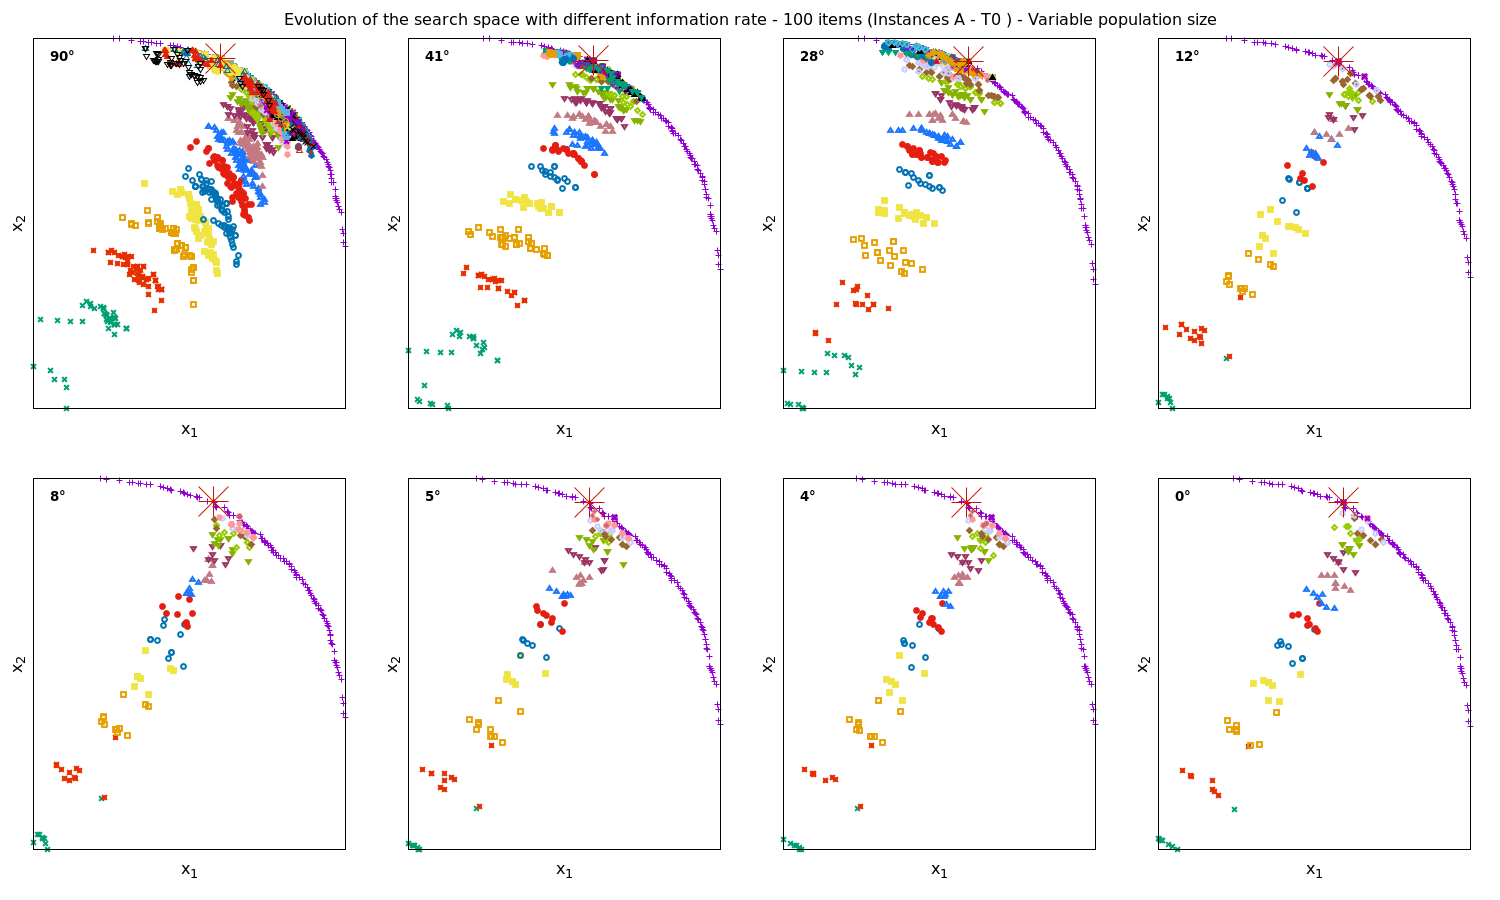 Evolution of the search space with different information rate - 100 items (Instances A - T0 ) - Variable population size
90°
41°
28°
12°
x₂
x₂
x₂
x₂
x₁
x₁
x₁
x₁
8°
5°
4°
0°
x₂
x₂
x₂
x₂
x₁
x₁
x₁
x₁